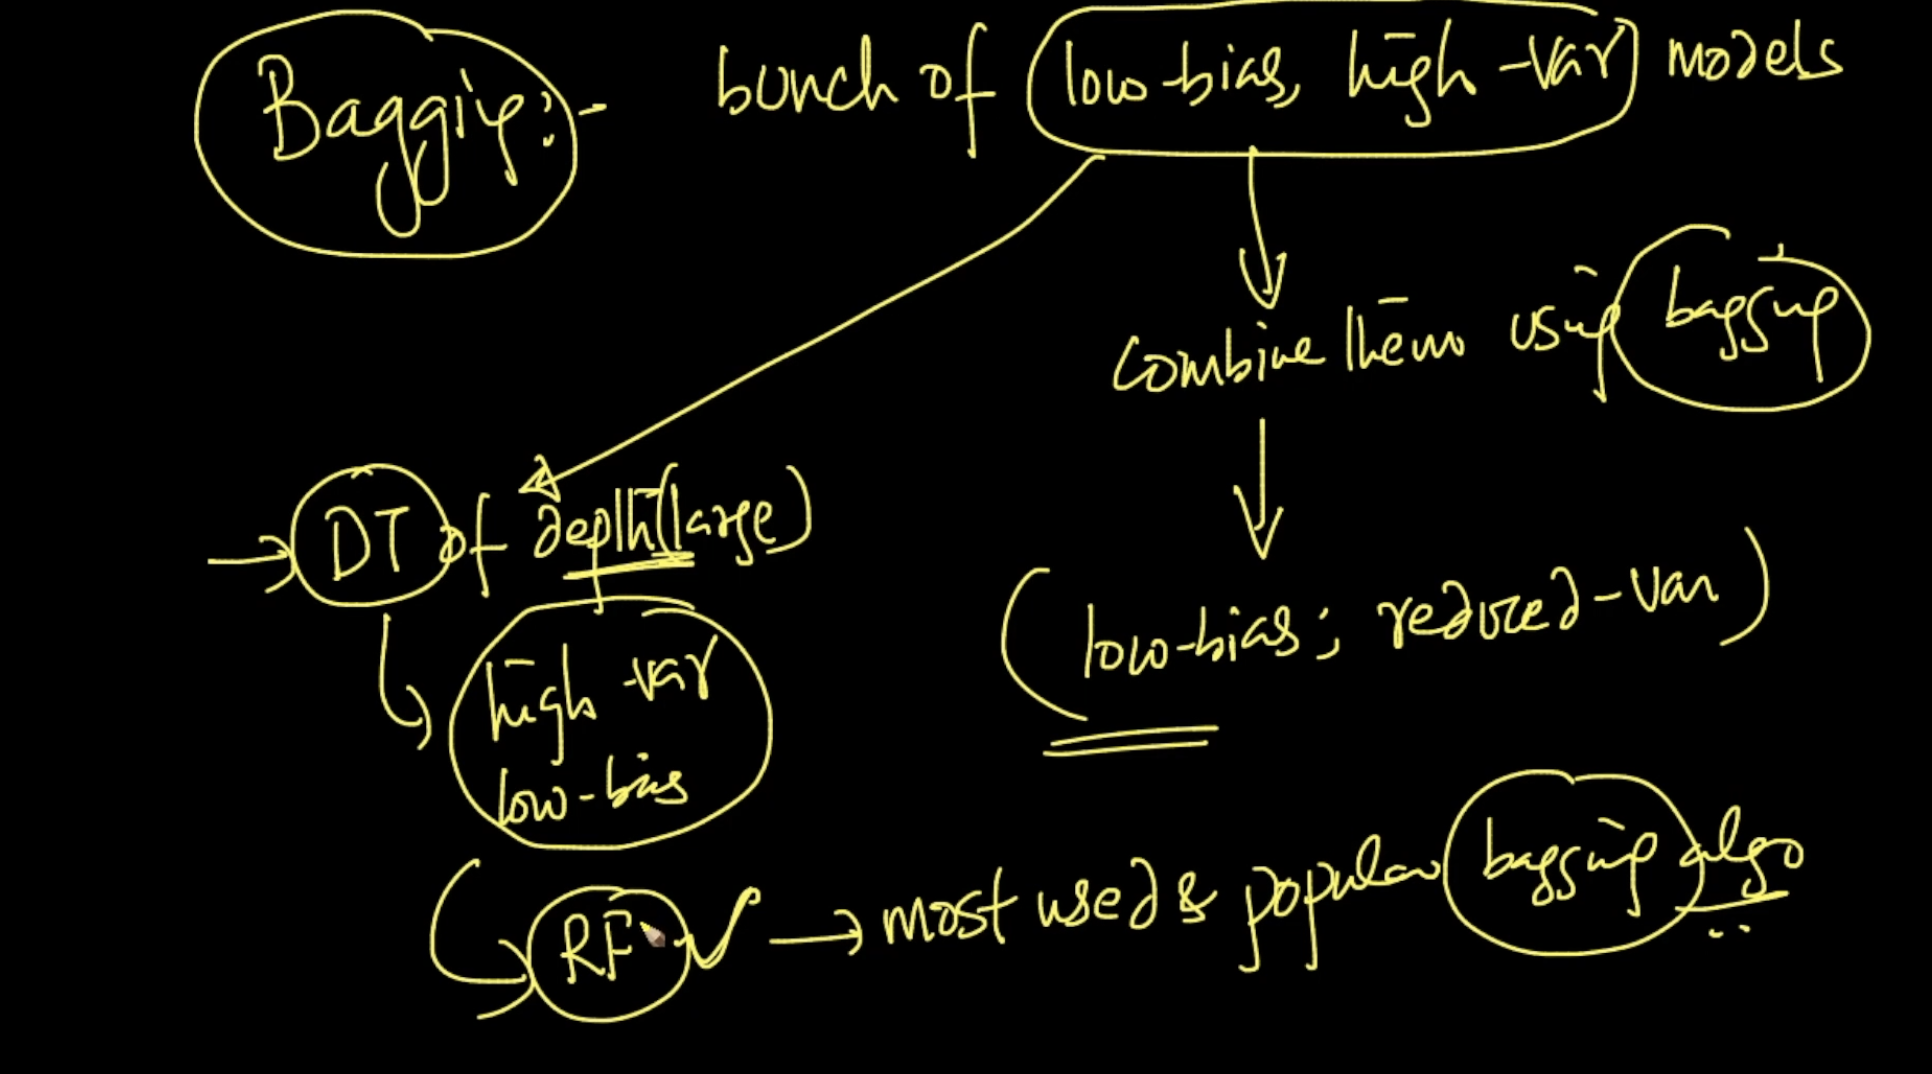 Bagging:- bunch of low-bias, high-var models
combine them using bagging
DT of depth (large)
high-var
low-bias
(low-bias; reduced-var)
RF → most used & popular bagging algo